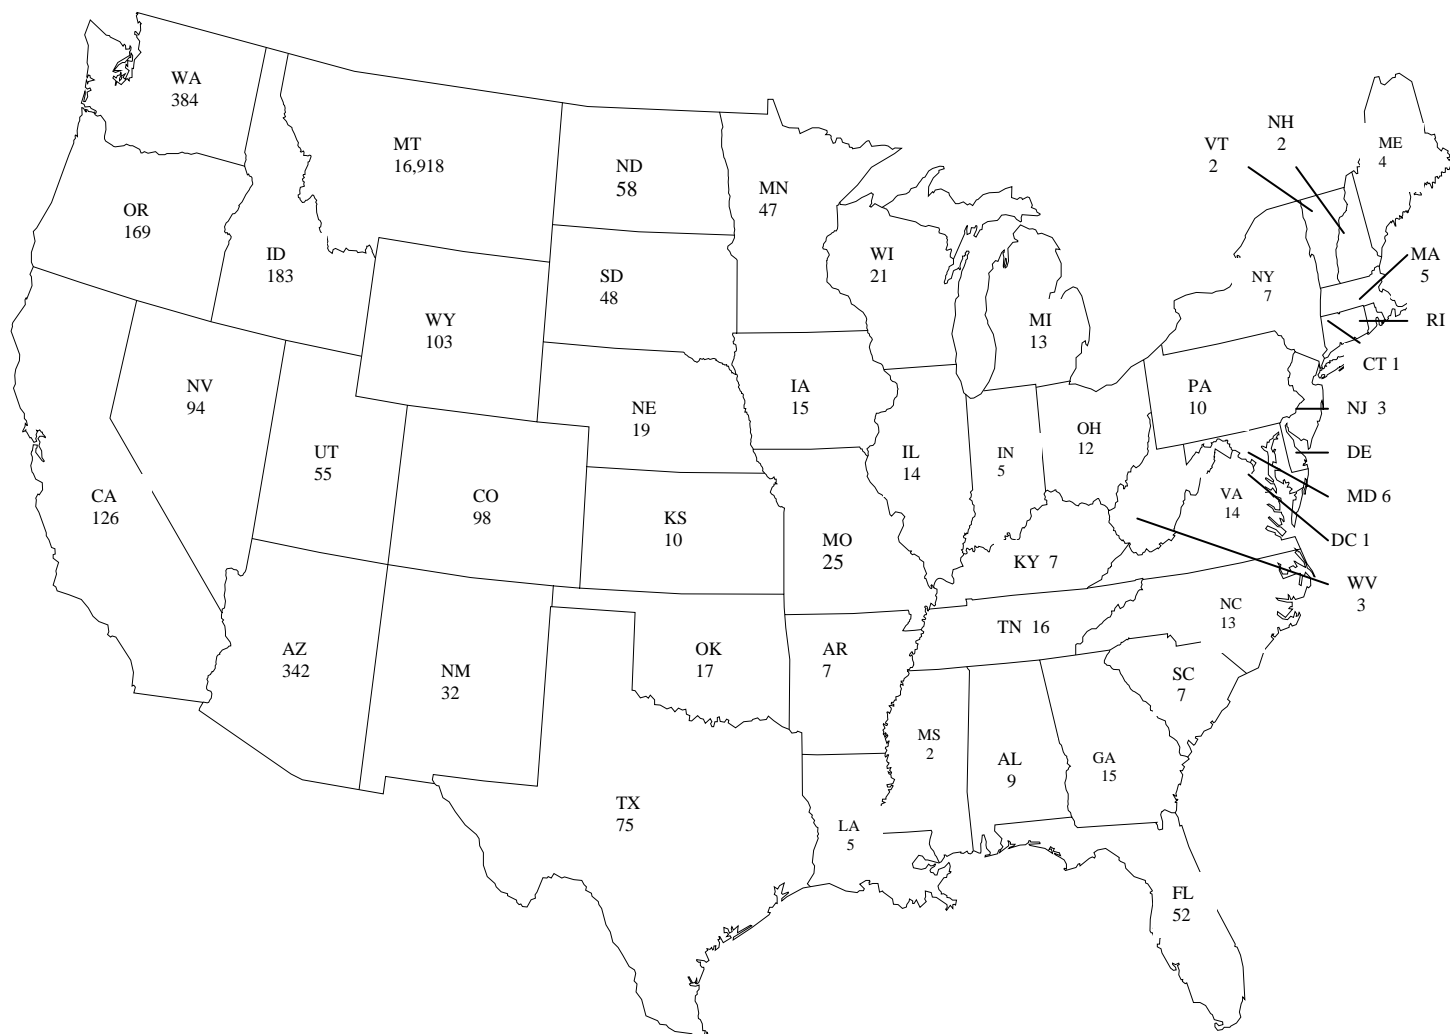 WA
384
MT
16,918
ND
58
MN
47
NH
2
VT
2
ME
4
OR
169
ID
183
SD
48
WI
21
MI
13
NY
7
MA
5
RI
WY
103
CT 1
NV
94
NE
19
IA
15
PA
10
NJ 3
UT
55
CO
98
IL
14
IN
5
OH
12
DE
CA
126
KS
10
MO
25
VA
14
MD 6
DC 1
KY 7
WV
3
AZ
342
NM
32
OK
17
AR
7
TN 16
NC
13
SC
7
MS
2
AL
9
GA
15
TX
75
LA
5
FL
52